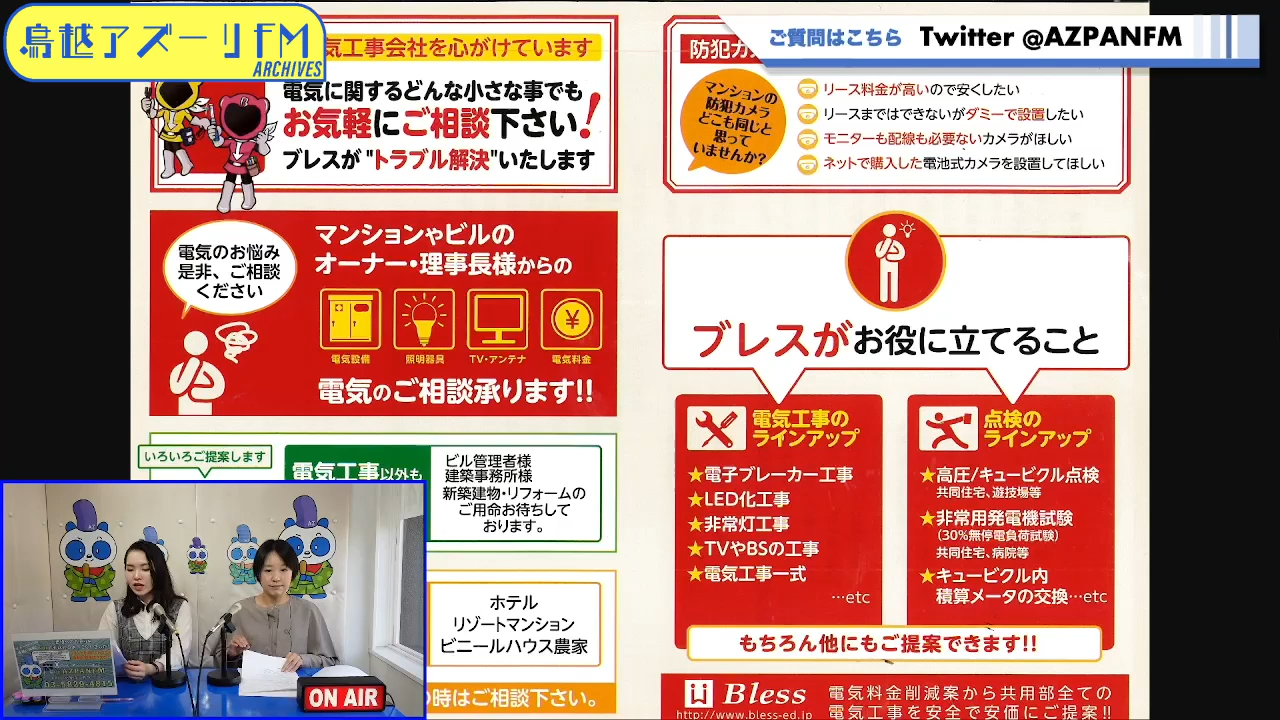 鳥越アズーリFM
ARCHIVES
ご質問はこちら Twitter @AZPANFM
気工事会社を心がけています
電気に関するどんな小さな事でも
お気軽にご相談下さい!
ブレスが "トラブル解決"いたします
電気のお悩み
是非、ご相談
ください
マンションやビルの
オーナー・理事長様からの
電気設備
照明器具
TV・アンテナ
電気料金
電気のご相談承ります!!
いろいろご提案します
電気工事以外も
ビル管理者様
建築事務所様
新築建物・リフォームの
ご用命お待ちして
おります。
ホテル
リゾートマンション
ビニールハウス農家
の時はご相談下さい。
防犯カ
マンションの
防犯カメラ
どこも同じと
思って
いませんか?
リース料金が高いので安くしたい
リースまではできないがダミーで設置したい
モニターも配線も必要ないカメラがほしい
ネットで購入した電池式カメラを設置してほしい
ブレスがお役に立てること
電気工事の
ラインアップ
★電子ブレーカー工事
★LED化工事
★非常灯工事
★TVやBSの工事
★電気工事一式
…etc
点検の
ラインアップ
★高圧/キュービクル点検
共同住宅、遊技場等
★非常用発電機試験
(30%無停電負荷試験)
共同住宅、病院等
★キュービクル内
積算メータの交換…etc
もちろん他にもご提案できます!!
Bless
http://www.bless-ed.jp
電気料金削減案から共用部全ての
電気工事を安全で安価にご提案!!
AZPANFM
03-5829-4815
ON AIR